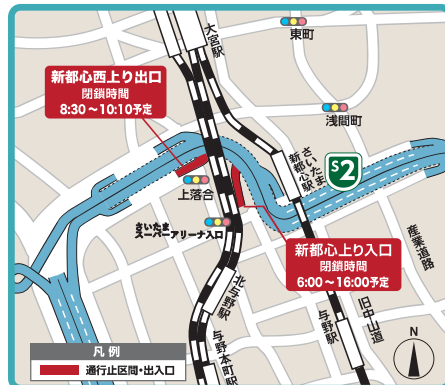 大宮駅
東町
新都心西上り出口
閉鎖時間
8:30～10:10予定
浅間町
さいたま
新都心駅
S2
上落合
さいたま
スーパーアリーナ入口
新都心上り入口
閉鎖時間
6:00～16:00予定
産業道路
北与野駅
与野本町駅
与野駅
旧中山道
凡例
通行止区間・出入口
N